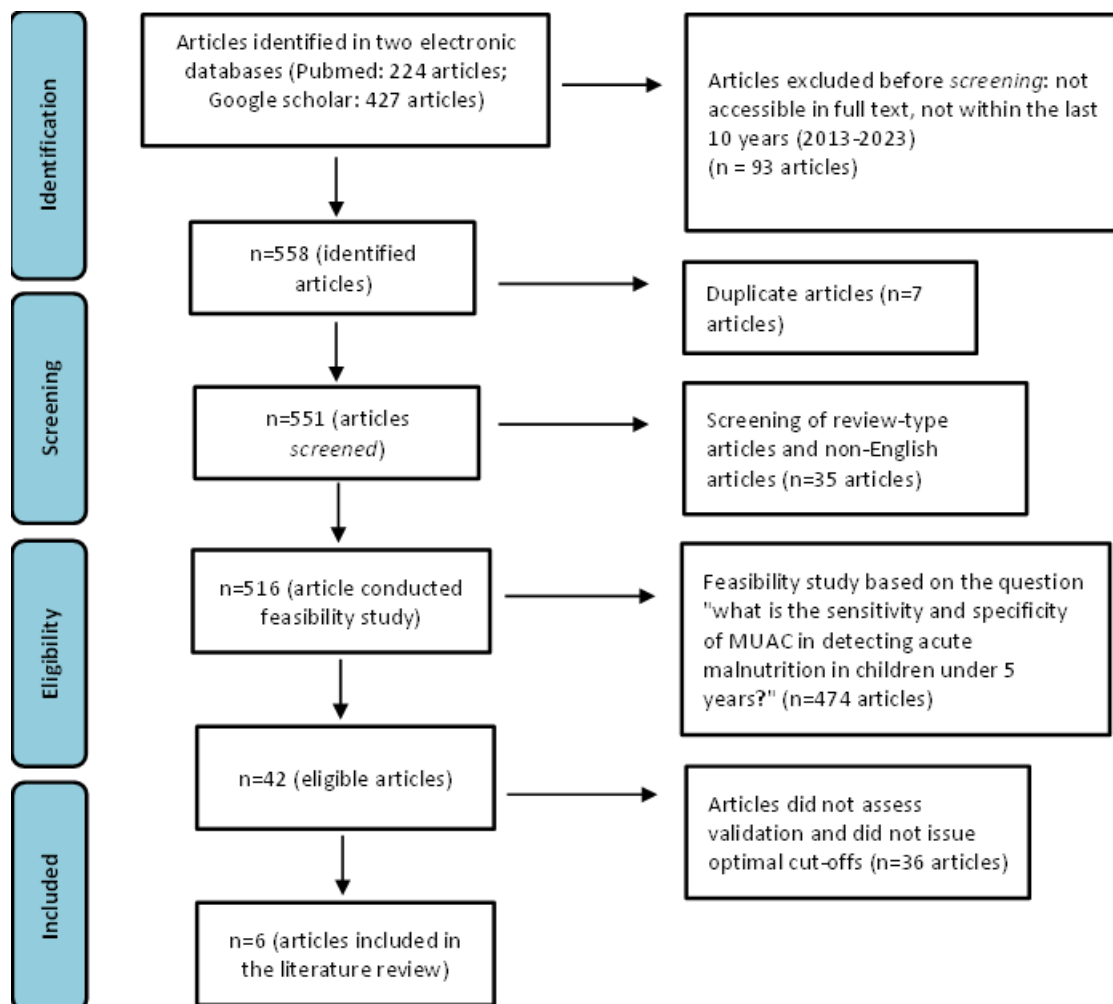 Identification
Articles identified in two electronic
databases (Pubmed: 224 articles;
Google scholar: 427 articles)
Articles excluded before screening: not
accessible in full text, not within the last
10 years (2013-2023)
(n = 93 articles)
n=558 (identified
articles)
Duplicate articles (n=7
articles)
Screening
n=551 (articles
screened)
Screening of review-type
articles and non-English
articles (n=35 articles)
Eligibility
n=516 (article conducted
feasibility study)
Feasibility study based on the question
"what is the sensitivity and specificity
of MUAC in detecting acute
malnutrition in children under 5
years?" (n=474 articles)
n=42 (eligible articles)
Articles did not assess
validation and did not issue
optimal cut-offs (n=36 articles)
Included
n=6 (articles included in
the literature review)